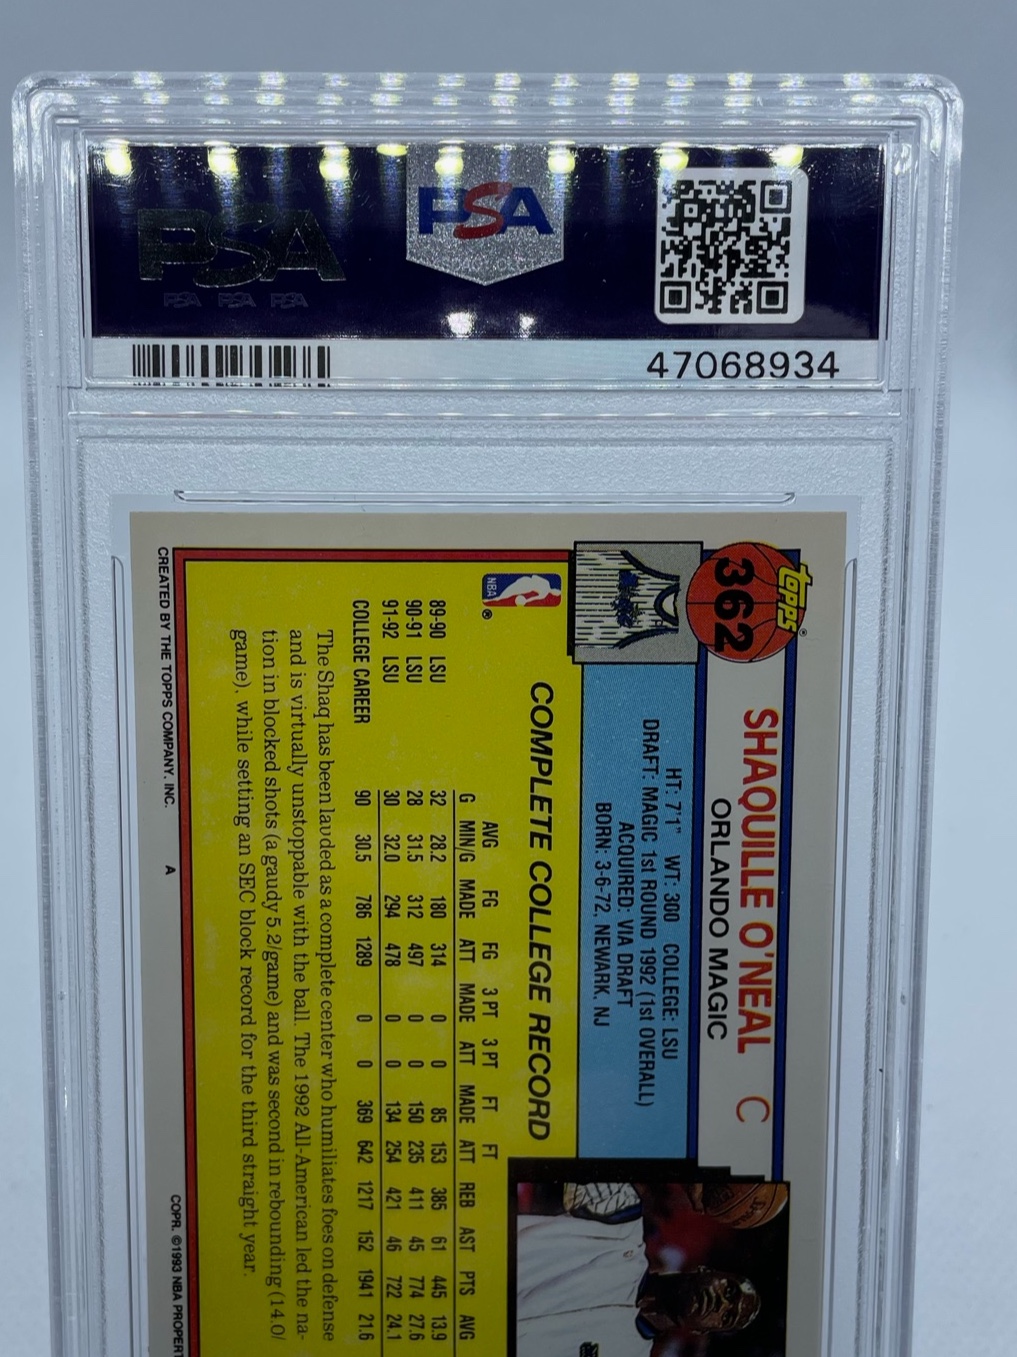 PSA
PSA
PSA PSA PSA
47068934
topps®
362
SHAQUILLE O'NEAL C
ORLANDO MAGIC
HT: 7'1" WT: 300 COLLEGE: LSU
DRAFT: MAGIC 1st ROUND 1992 (1st OVERALL)
ACQUIRED: VIA DRAFT
BORN: 3-6-72, NEWARK, NJ
NBA ®
COMPLETE COLLEGE RECORD
AVG FG FG 3 PT 3 PT FT FT
G MIN/G MADE ATT MADE ATT MADE ATT REB AST PTS AVG
89-90 LSU 32 28.2 180 314 0 0 85 153 385 61 445 13.9
90-91 LSU 28 31.5 312 497 0 0 150 235 411 45 774 27.6
91-92 LSU 30 32.0 294 478 0 0 134 254 421 46 722 24.1
COLLEGE CAREER 90 30.5 786 1289 0 0 369 642 1217 152 1941 21.6
The Shaq has been lauded as a complete center who humiliates foes on defense
and is virtually unstoppable with the ball. The 1992 All-American led the na-
tion in blocked shots (a gaudy 5.2/game) and was second in rebounding (14.0/
game), while setting an SEC block record for the third straight year.
CREATED BY THE TOPPS COMPANY, INC. A COPR. ©1993 NBA PROPERT